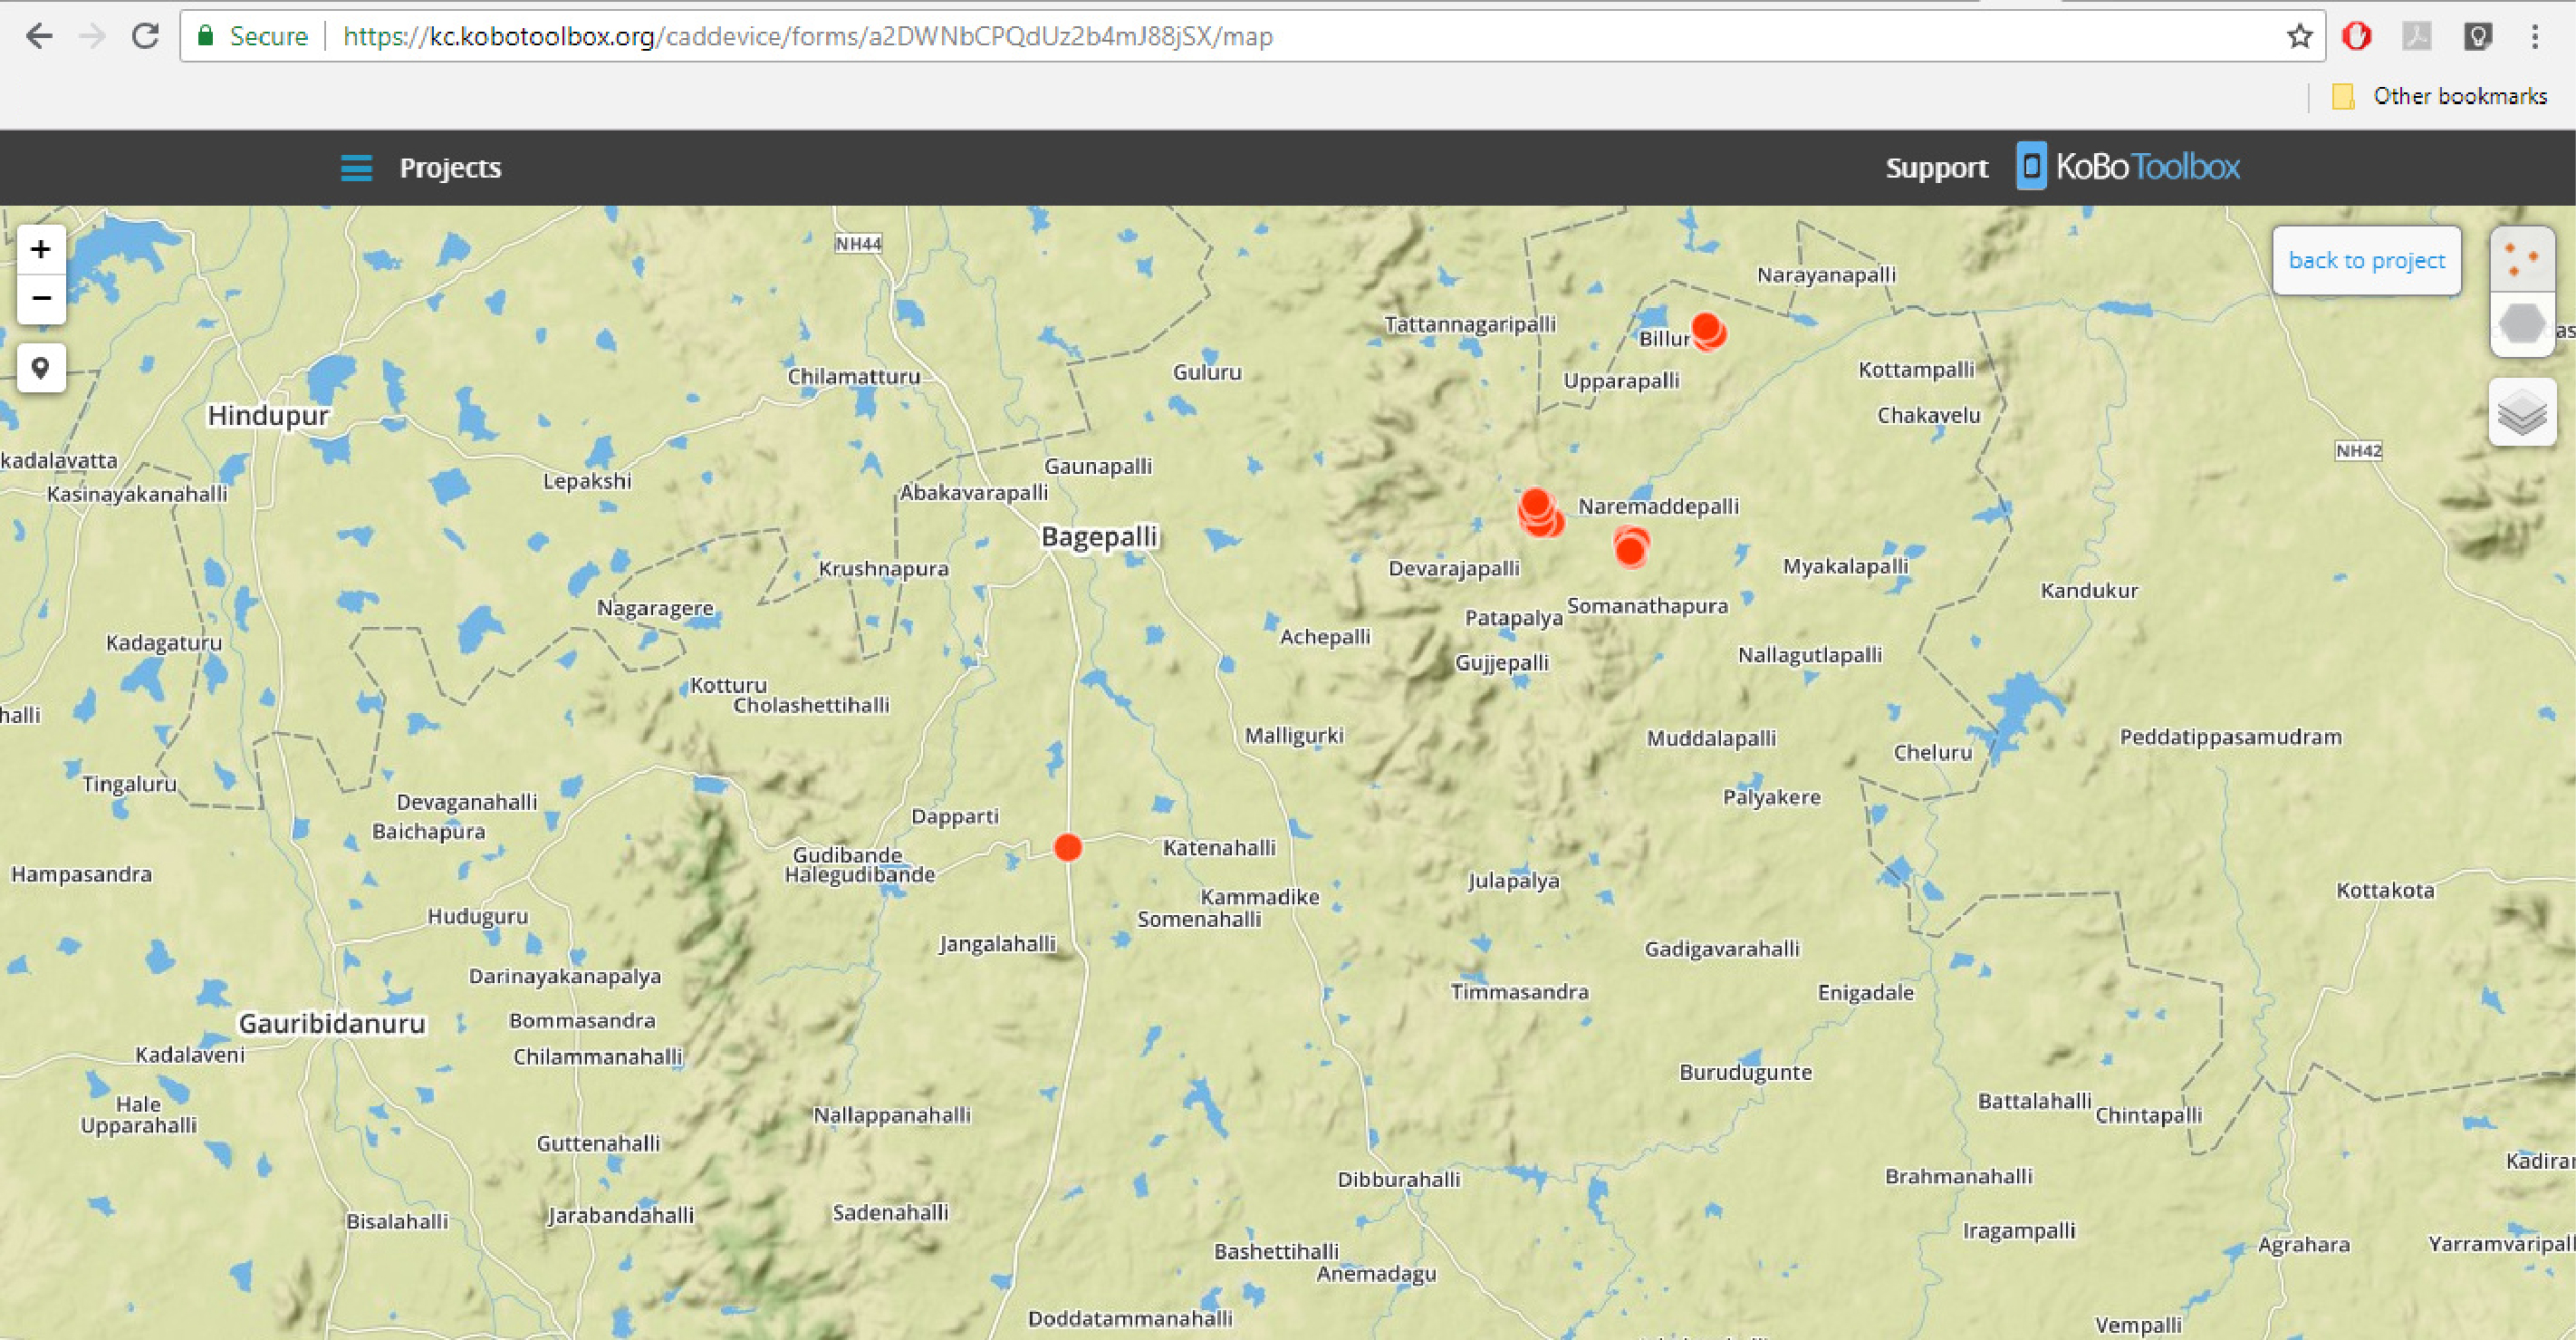 Secure https://kc.kobotoolbox.org/caddevice/forms/a2DWNbCPQdUz2b4mJ88jSX/map
Other bookmarks
Projects
Support KoBoToolbox
+
−
back to project
NH44
Narayanapalli
Tattannagaripalli
Billur
Guluru
Chilamatturu
Upparapalli
Kottampalli
Hindupur
Chakavelu
NH42
kadalavatta
Gaunapalli
Lepakshi
Kasinayakanahalli
Abakavarapalli
Naremaddepalli
Bagepalli
Krushnapura
Devarajapalli
Myakalapalli
Kandukur
Nagaragere
Patapalya
Somanathapura
Achepalli
Kadagaturu
Gujjepalli
Nallagutlapalli
Kotturu
Cholashettihalli
halli
Malligurki
Muddalapalli
Cheluru
Peddatippasamudram
Tingaluru
Palyakere
Devaganahalli
Baichapura
Dapparti
Gudibande
Halegudibande
Katenahalli
Hampasandra
Julapalya
Kottakota
Kammadike
Somenahalli
Huduguru
Jangalahalli
Gadigavarahalli
Darinayakanapalya
Timmasandra
Enigadale
Gauribidanuru
Bommasandra
Kadalaveni
Chilammanahalli
Burudugunte
Hale
Upparahalli
Nallappanahalli
Battalahalli
Chintapalli
Guttenahalli
Kadirar
Dibburahalli
Brahmanahalli
Bisalahalli
Jarabandahalli
Sadenahalli
Iragampalli
Bashettihalli
Agrahara
Yarramvaripall
Anemadagu
Doddatammanahalli
Vempalli